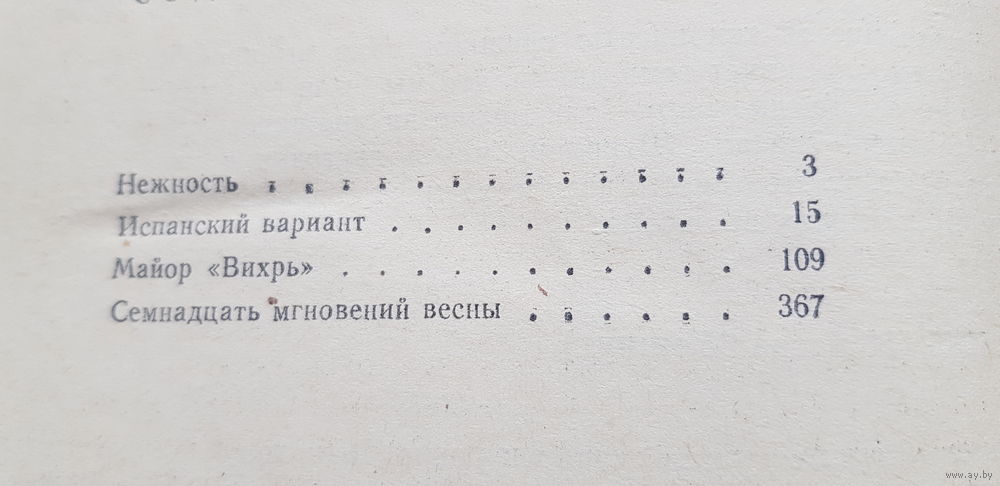 Нежность . . . . . . . . . . . . . 3
Испанский вариант . . . . . . . . . . 15
Майор «Вихрь» . . . . . . . . . . . 109
Семнадцать мгновений весны . . . . . . 367
www.ay.by